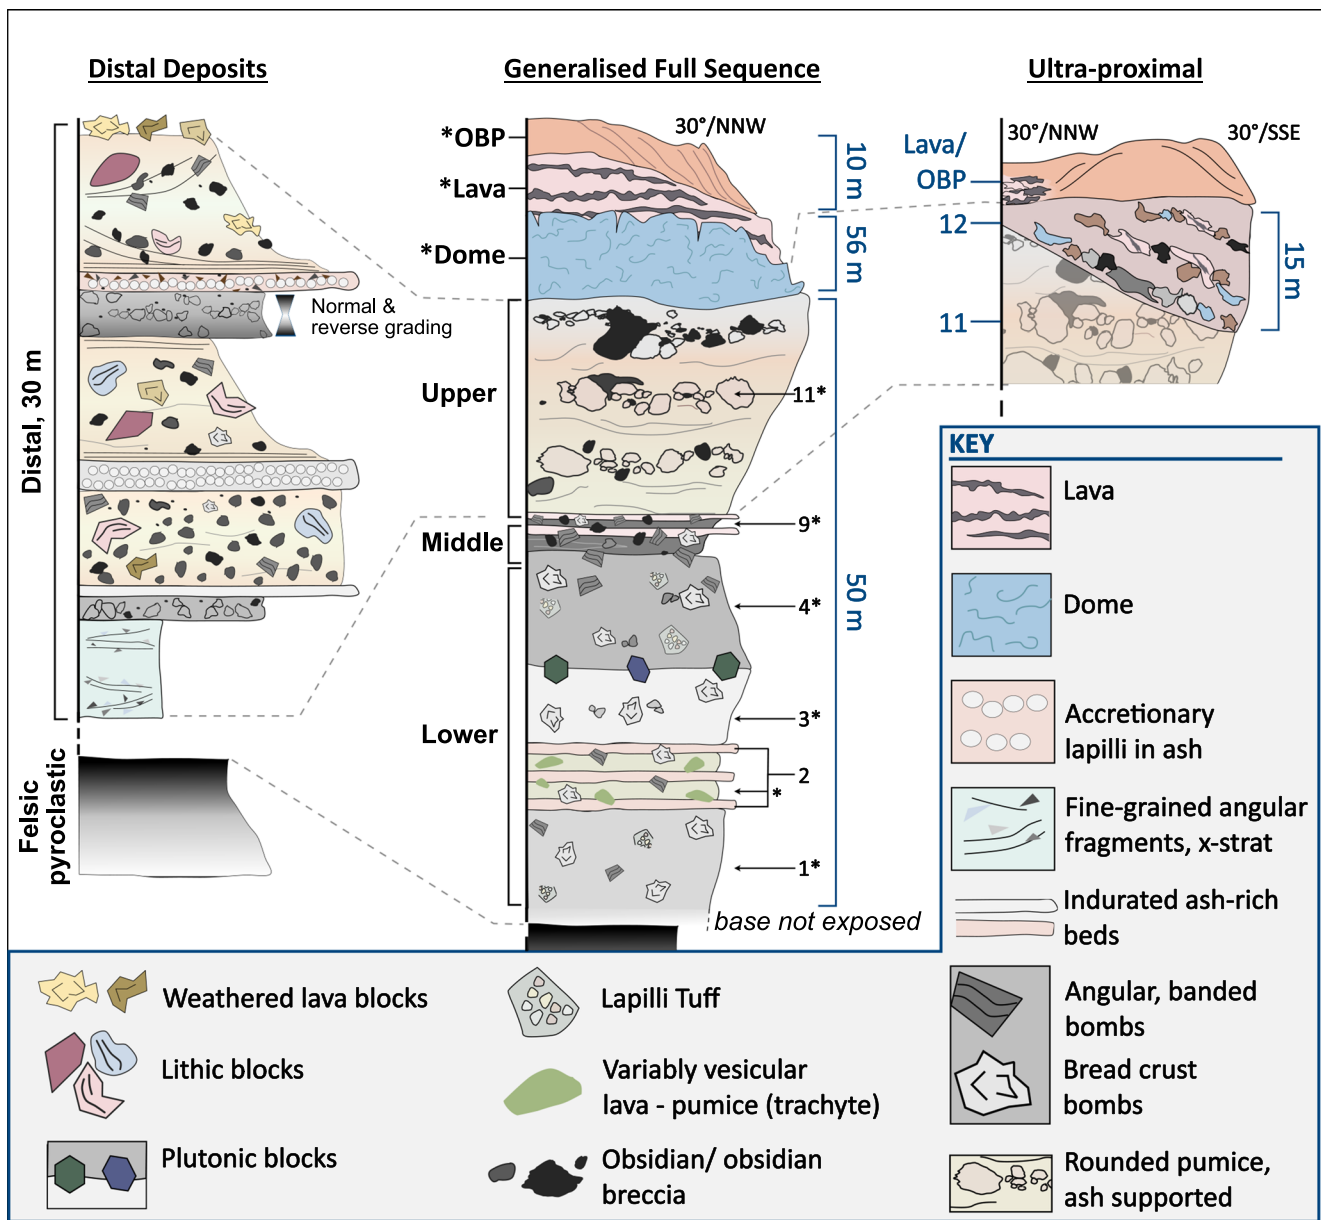 Distal Deposits
Generalised Full Sequence
Ultra-proximal
Distal, 30 m
Normal &
reverse grading
Felsic
pyroclastic
*OBP
*Lava
*Dome
30°/NNW
10 m
56 m
50 m
Upper
Middle
Lower
11*
9*
4*
3*
2
*
1*
base not exposed
30°/NNW
30°/SSE
Lava/
OBP
12
11
15 m
KEY
Lava
Dome
Accretionary
lapilli in ash
Fine-grained angular
fragments, x-strat
Indurated ash-rich
beds
Angular, banded
bombs
Bread crust
bombs
Rounded pumice,
ash supported
Weathered lava blocks
Lithic blocks
Plutonic blocks
Lapilli Tuff
Variably vesicular
lava - pumice (trachyte)
Obsidian/ obsidian
breccia